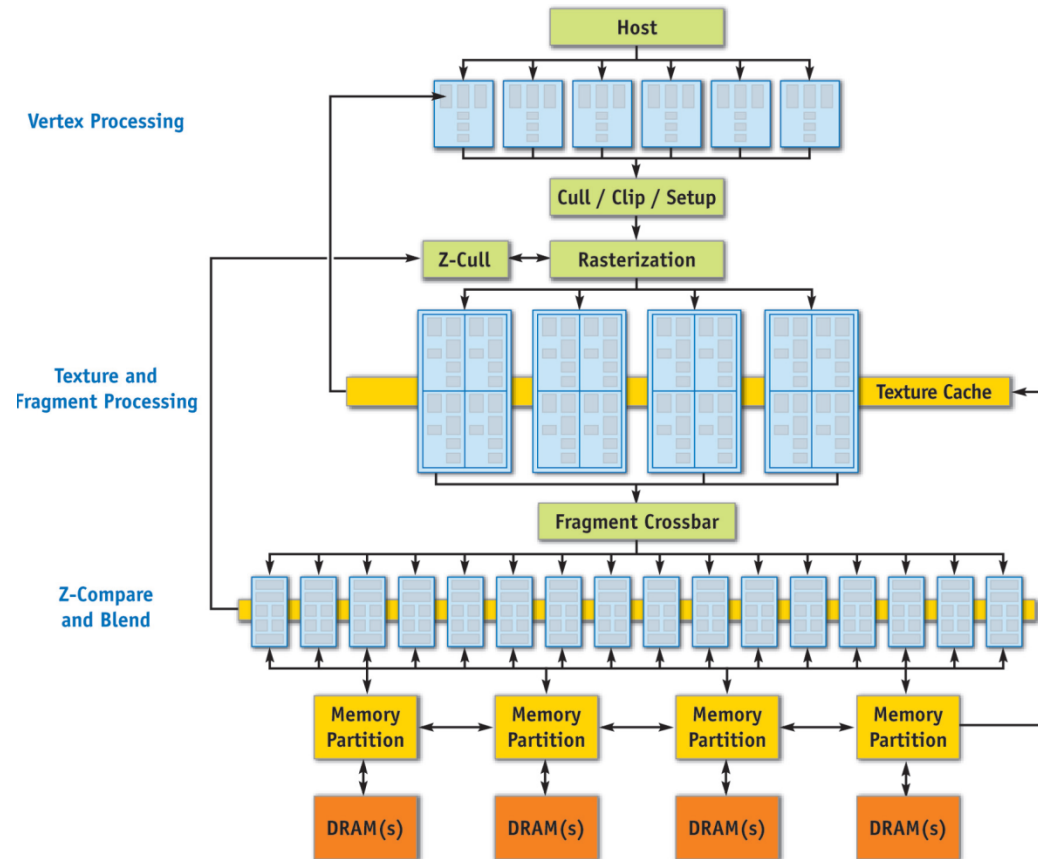 Host
Vertex Processing
Cull / Clip / Setup
Z-Cull
Rasterization
Texture and
Fragment Processing
Texture Cache
Fragment Crossbar
Z-Compare
and Blend
Memory
Partition
Memory
Partition
Memory
Partition
Memory
Partition
DRAM(s)
DRAM(s)
DRAM(s)
DRAM(s)